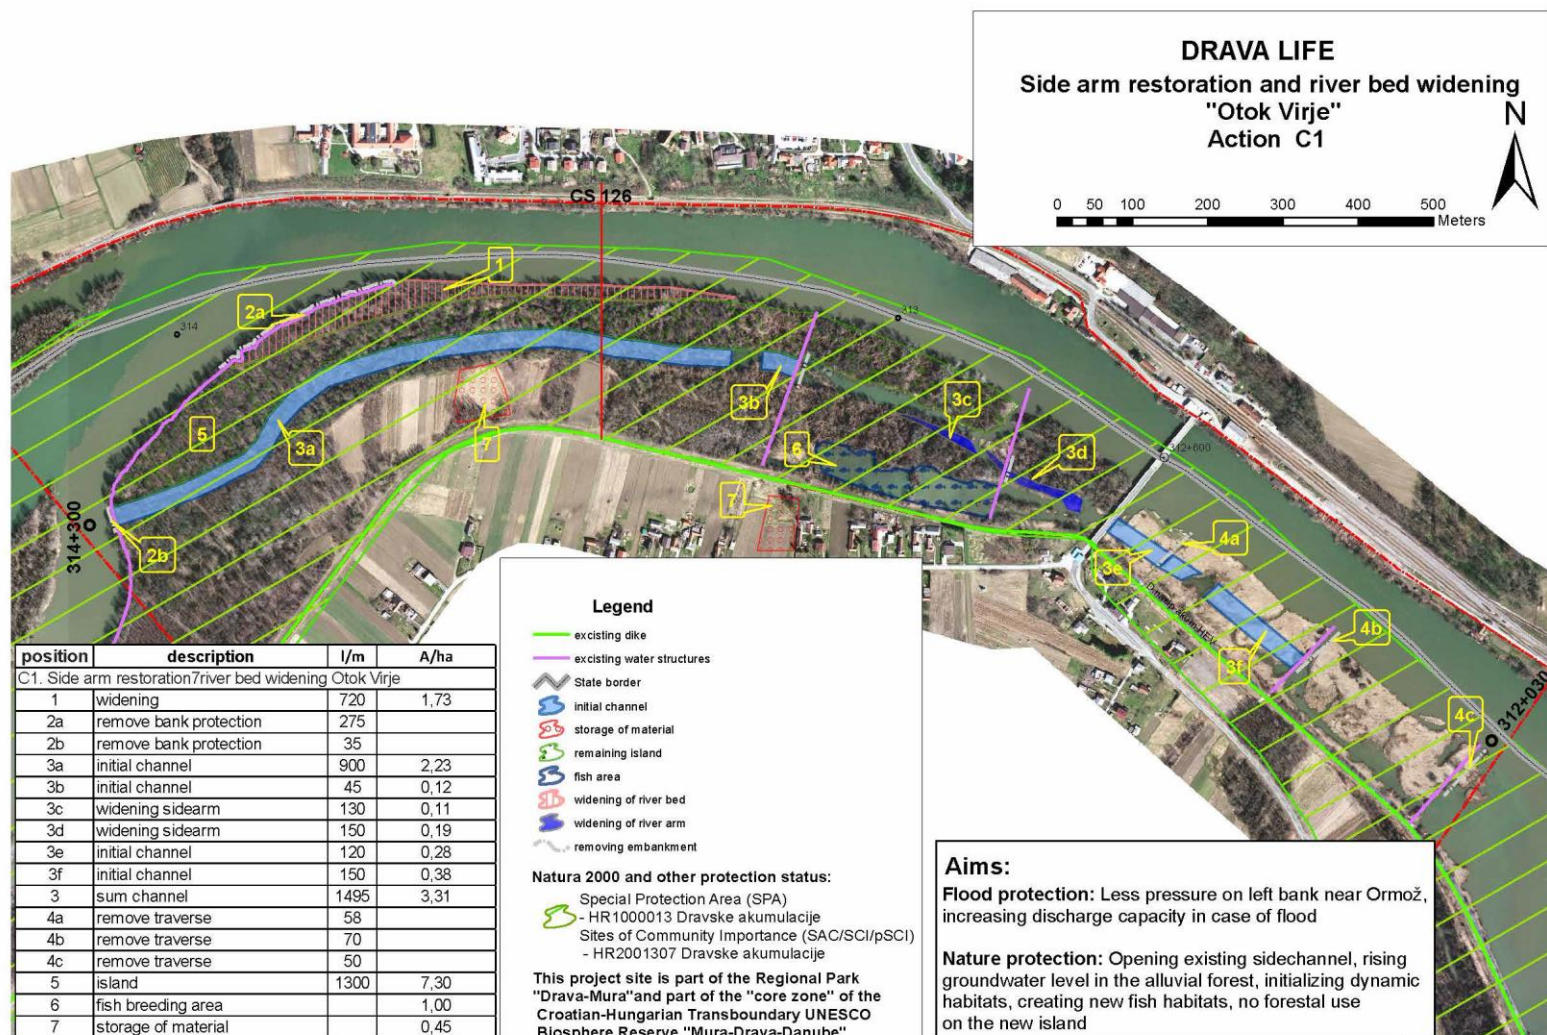 DRAVA LIFE
Side arm restoration and river bed widening
"Otok Virje"
Action C1
N
0 50 100 200 300 400 500
Meters
CS 126
1
2a
314
313
3b
3c
5
3a
7
6
3d
312+600
7
314+300
2b
3e
4a
4b
3f
4c
312+030
position description l/m A/ha
C1. Side arm restoration7river bed widening Otok Virje
1 widening 720 1,73
2a remove bank protection 275
2b remove bank protection 35
3a initial channel 900 2,23
3b initial channel 45 0,12
3c widening sidearm 130 0,11
3d widening sidearm 150 0,19
3e initial channel 120 0,28
3f initial channel 150 0,38
3 sum channel 1495 3,31
4a remove traverse 58
4b remove traverse 70
4c remove traverse 50
5 island 1300 7,30
6 fish breeding area 1,00
7 storage of material 0,45
Legend
excisting dike
excisting water structures
State border
initial channel
storage of material
remaining island
fish area
widening of river bed
widening of river arm
removing embankment
Natura 2000 and other protection status:
Special Protection Area (SPA)
- HR1000013 Dravske akumulacije
Sites of Community Importance (SAC/SCI/pSCI)
- HR2001307 Dravske akumulacije
This project site is part of the Regional Park
"Drava-Mura"and part of the "core zone" of the
Croatian-Hungarian Transboundary UNESCO
Biosphere Reserve "Mura-Drava-Danube"
Aims:
Flood protection: Less pressure on left bank near Ormož,
increasing discharge capacity in case of flood
Nature protection: Opening existing sidechannel, rising
groundwater level in the alluvial forest, initializing dynamic
habitats, creating new fish habitats, no forestal use
on the new island